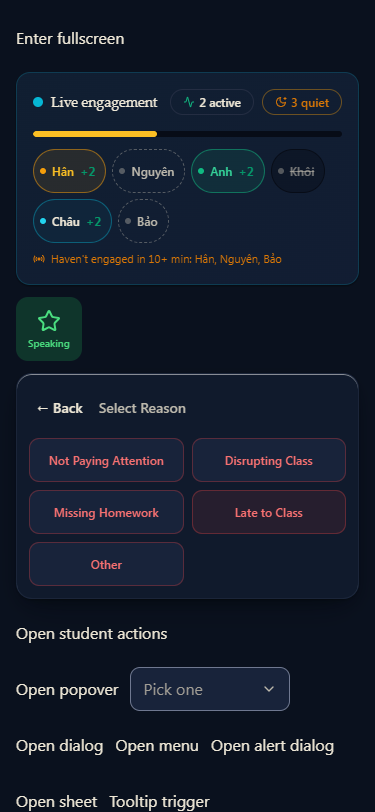 Enter fullscreen
Live engagement 2 active 3 quiet
Hân +2 Nguyên Anh +2 Khôi
Châu +2 Bảo
Haven't engaged in 10+ min: Hân, Nguyên, Bảo
Speaking
← Back Select Reason
Not Paying Attention Disrupting Class
Missing Homework Late to Class
Other
Open student actions
Open popover Pick one
Open dialog Open menu Open alert dialog
Open sheet Tooltip trigger